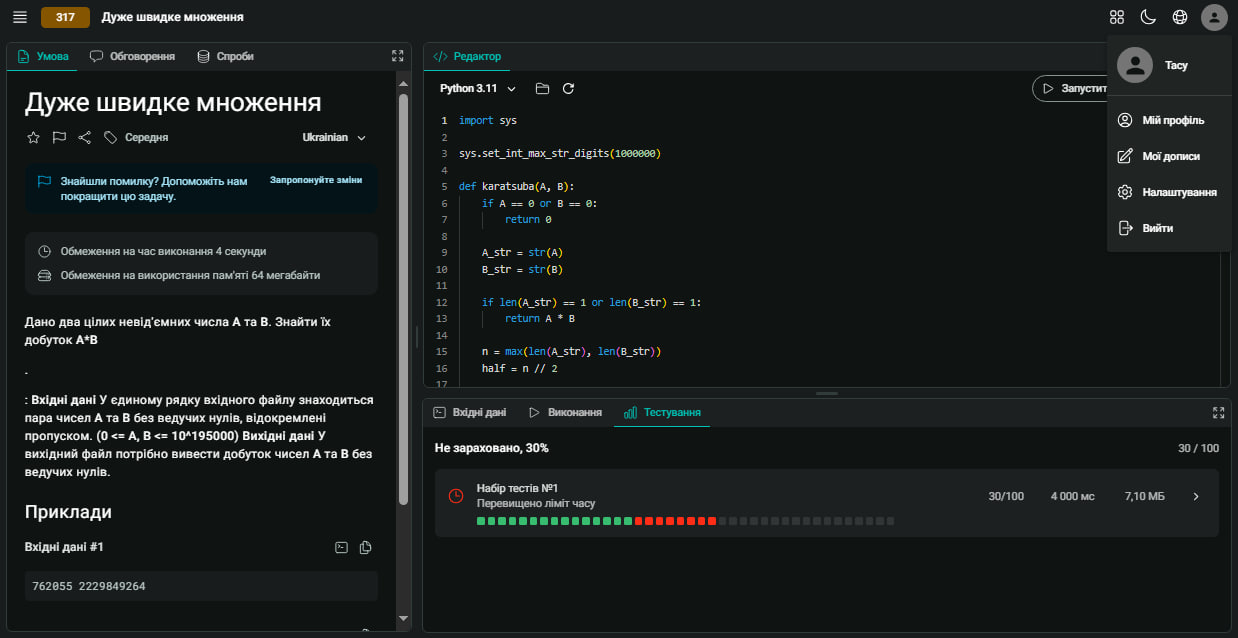 317 Дуже швидке множення
Умова Обговорення Спроби
Дуже швидке множення
Середня Ukrainian
Знайшли помилку? Допоможіть нам Запропонуйте зміни
покращити цю задачу.
Обмеження на час виконання 4 секунди
Обмеження на використання пам'яті 64 мегабайти
Дано два цілих невід'ємних числа A та B. Знайти їх
добуток A*B
.
: Вхідні дані У єдиному рядку вхідного файлу знаходиться
пара чисел A та B без ведучих нулів, відокремлені
пропуском. (0 <= A, B <= 10^195000) Вихідні дані У
вихідний файл потрібно вивести добуток чисел A та B без
ведучих нулів.
Приклади
Вхідні дані #1
762055 2229849264
Редактор
Python 3.11 Запустит
1 import sys
2
3 sys.set_int_max_str_digits(1000000)
4
5 def karatsuba(A, B):
6 if A == 0 or B == 0:
7 return 0
8
9 A_str = str(A)
10 B_str = str(B)
11
12 if len(A_str) == 1 or len(B_str) == 1:
13 return A * B
14
15 n = max(len(A_str), len(B_str))
16 half = n // 2
17
Тасу
Мій профіль
Мої дописи
Налаштування
Вийти
Вхідні дані Виконання Тестування
Не зараховано, 30% 30 / 100
Набір тестів №1
Перевищено ліміт часу
30/100 4 000 мс 7,10 МБ